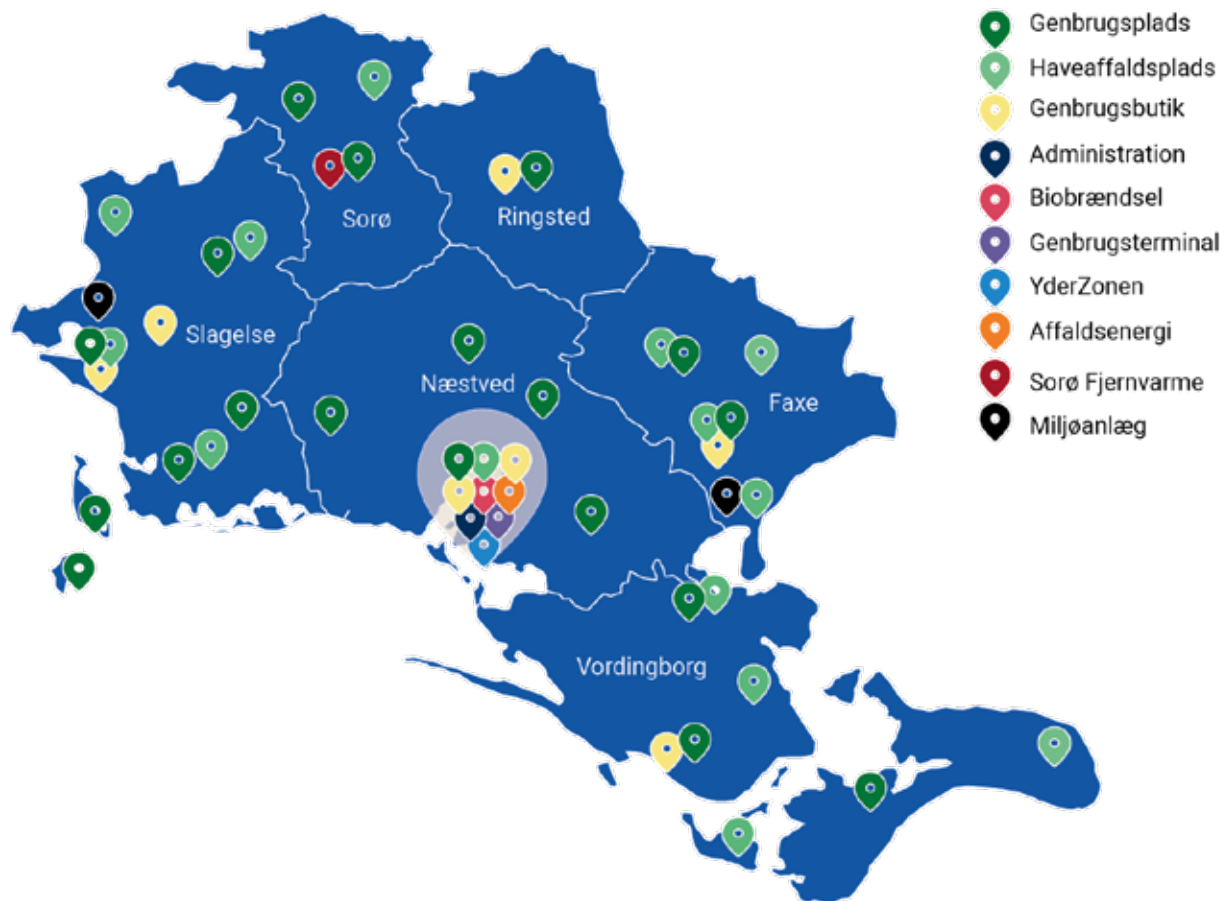 Genbrugsplads
Haveaffaldsplads
Genbrugsbutik
Administration
Biobrændsel
Genbrugsterminal
YderZonen
Affaldsenergi
Sorø Fjernvarme
Miljøanlæg
Sorø
Ringsted
Slagelse
Næstved
Faxe
Vordingborg